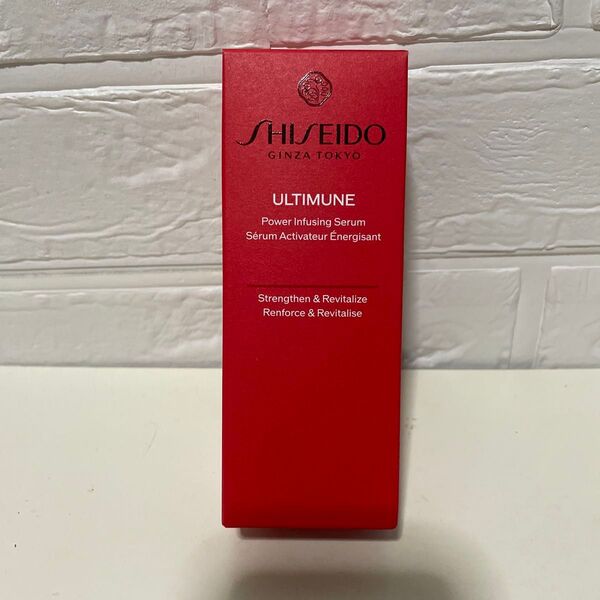 SHISEIDO
GINZA TOKYO
ULTIMUNE
Power Infusing Serum
Sérum Activateur Énergisant
Strengthen & Revitalize
Renforce & Revitalise